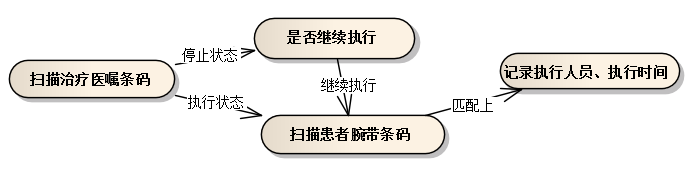 是否继续执行
停止状态
扫描治疗医嘱条码
记录执行人员、执行时间
继续执行
执行状态
匹配上
扫描患者腕带条码